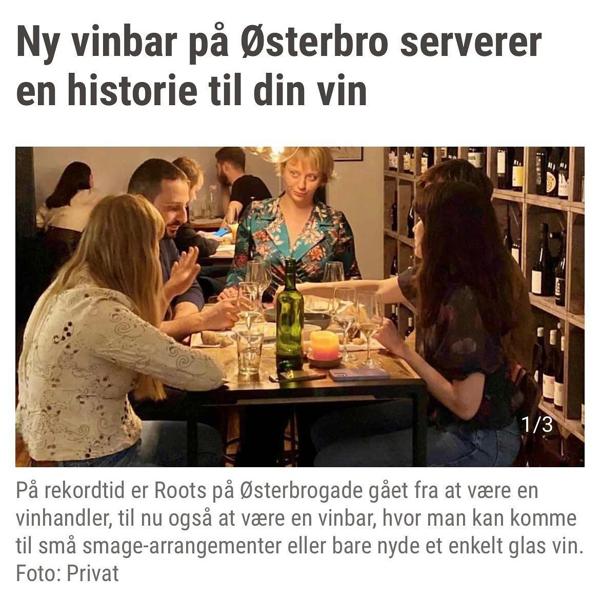 Ny vinbar på Østerbro serverer
en historie til din vin
1/3
På rekordtid er Roots på Østerbrogade gået fra at være en
vinhandler, til nu også at være en vinbar, hvor man kan komme
til små smage-arrangementer eller bare nyde et enkelt glas vin.
Foto: Privat